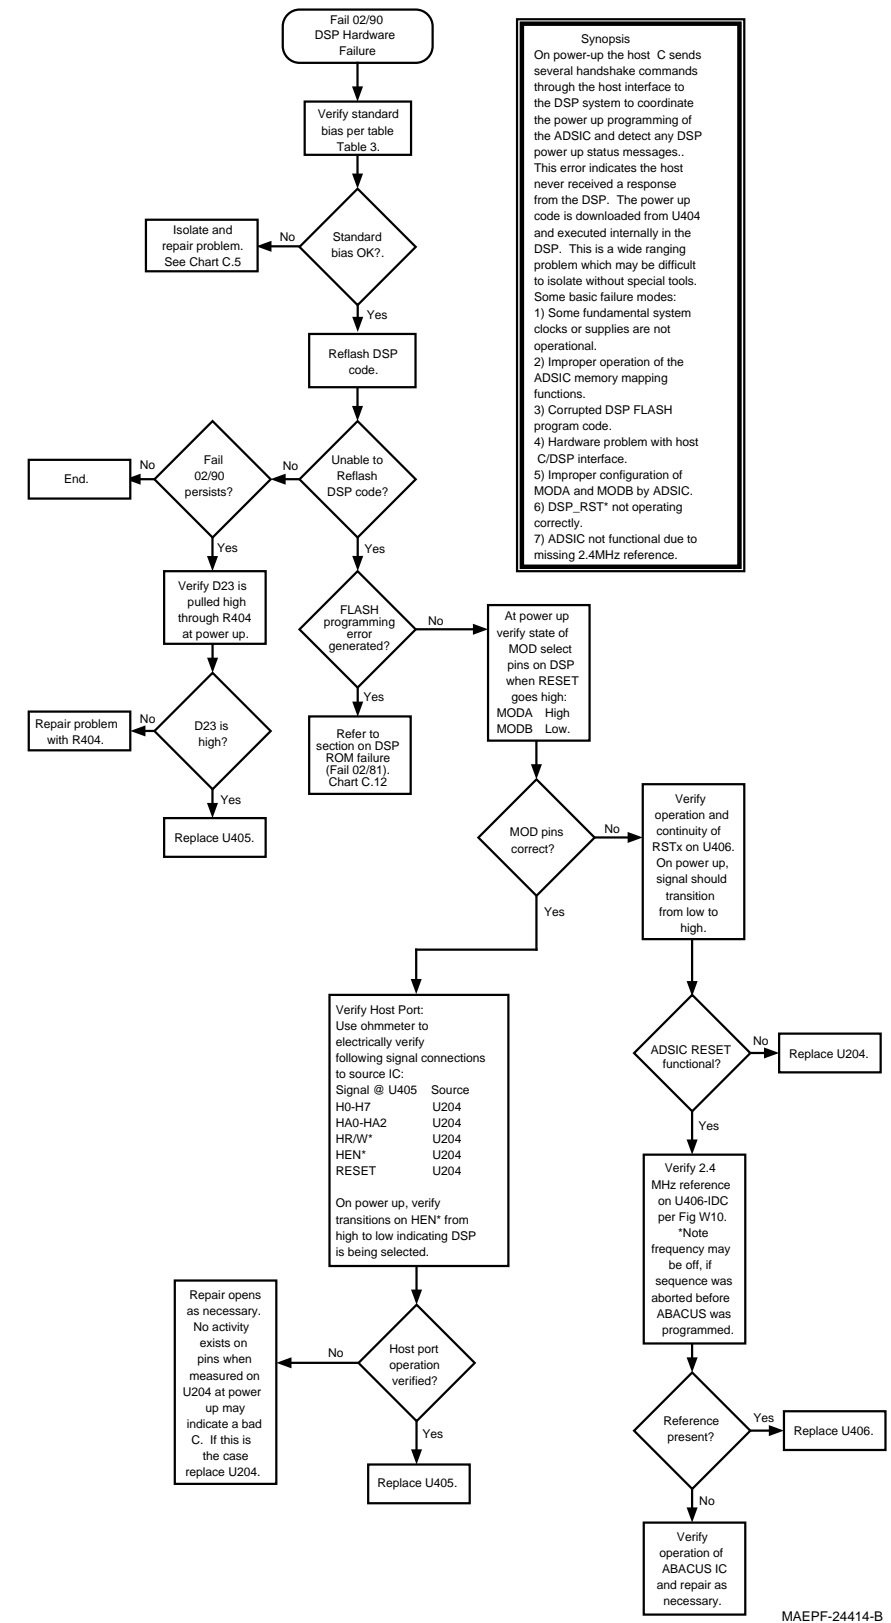 Fail 02/90
DSP Hardware
Failure
Verify standard
bias per table
Table 3.
Standard
bias OK?.
No
Isolate and
repair problem.
See Chart C.5
Yes
Reflash DSP
code.
Unable to
Reflash
DSP code?
No
Fail
02/90
persists?
No
End.
Yes
Verify D23 is
pulled high
through R404
at power up.
D23 is
high?
No
Repair problem
with R404.
Yes
Replace U405.
Yes
FLASH
programming
error
generated?
Yes
Refer to
section on DSP
ROM failure
(Fail 02/81).
Chart C.12
No
At power up
verify state of
MOD select
pins on DSP
when RESET
goes high:
MODA High
MODB Low.
MOD pins
correct?
No
Verify
operation and
continuity of
RSTx on U406.
On power up,
signal should
transition
from low to
high.
ADSIC RESET
functional?
No
Replace U204.
Yes
Verify 2.4
MHz reference
on U406-IDC
per Fig W10.
*Note
frequency may
be off, if
sequence was
aborted before
ABACUS was
programmed.
Reference
present?
Yes
Replace U406.
No
Verify
operation of
ABACUS IC
and repair as
necessary.
Yes
Verify Host Port:
Use ohmmeter to
electrically verify
following signal connections
to source IC:
Signal @ U405 Source
H0-H7 U204
HA0-HA2 U204
HR/W* U204
HEN* U204
RESET U204
On power up, verify
transitions on HEN* from
high to low indicating DSP
is being selected.
Host port
operation
verified?
No
Repair opens
as necessary.
No activity
exists on
pins when
measured on
U204 at power
up may
indicate a bad
C. If this is
the case
replace U204.
Yes
Replace U405.
Synopsis
On power-up the host C sends
several handshake commands
through the host interface to
the DSP system to coordinate
the power up programming of
the ADSIC and detect any DSP
power up status messages..
This error indicates the host
never received a response
from the DSP. The power up
code is downloaded from U404
and executed internally in the
DSP. This is a wide ranging
problem which may be difficult
to isolate without special tools.
Some basic failure modes:
1) Some fundamental system
clocks or supplies are not
operational.
2) Improper operation of the
ADSIC memory mapping
functions.
3) Corrupted DSP FLASH
program code.
4) Hardware problem with host
C/DSP interface.
5) Improper configuration of
MODA and MODB by ADSIC.
6) DSP_RST* not operating
correctly.
7) ADSIC not functional due to
missing 2.4MHz reference.
MAEPF-24414-B